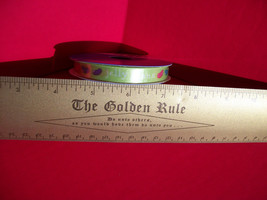 The Golden Rule
Do unto others,
as you would have them do unto you.